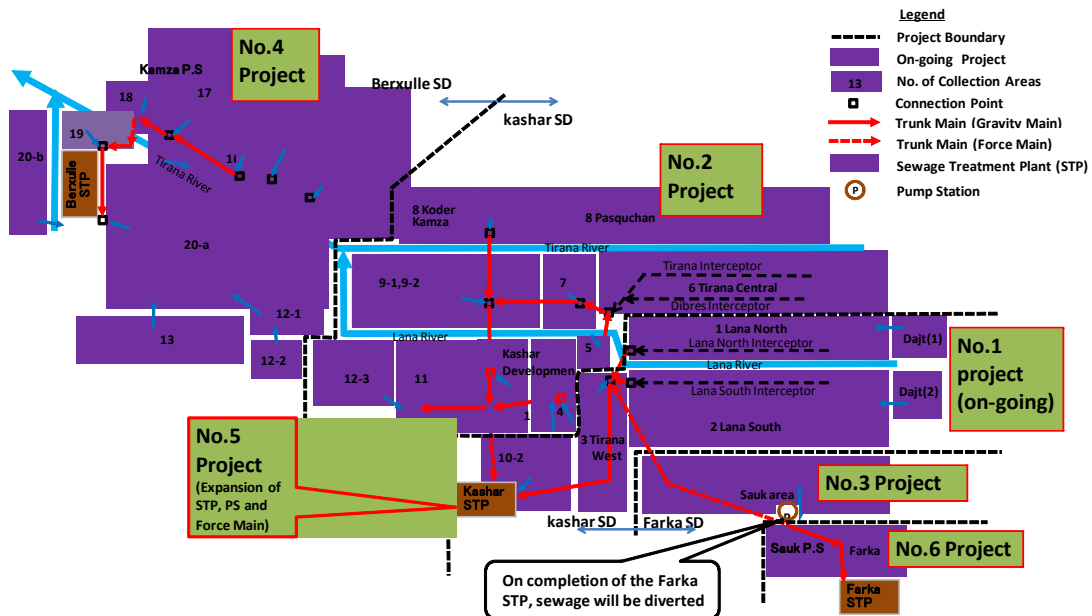 No.4
Project
Kamza P.S
17
18
19
20-b
Berxulle
STP
16
Tirana River
20-a
12-1
13
12-2
Berxulle SD
kashar SD
Legend
Project Boundary
On-going Project
13 No. of Collection Areas
Connection Point
Trunk Main (Gravity Main)
Trunk Main (Force Main)
Sewage Treatment Plant (STP)
P Pump Station
No.2
Project
8 Koder
Kamza
8 Pasquchan
Tirana River
Tirana Interceptor
9-1,9-2
7
6 Tirana Central
Dibres Interceptor
Lana River
1 Lana North
Lana North Interceptor
Dajt(1)
Lana River
5
Kashar
Developmen
12-3
11
1
4
Lana South Interceptor
Dajt(2)
No.1
project
(on-going)
3 Tirana
West
2 Lana South
No.5
Project
(Expansion of
STP, PS and
Force Main)
10-2
Kashar
STP
Sauk area
No.3 Project
kashar SD
Farka SD
P
Sauk P.S
Farka
No.6 Project
Farka
STP
On completion of the Farka
STP, sewage will be diverted